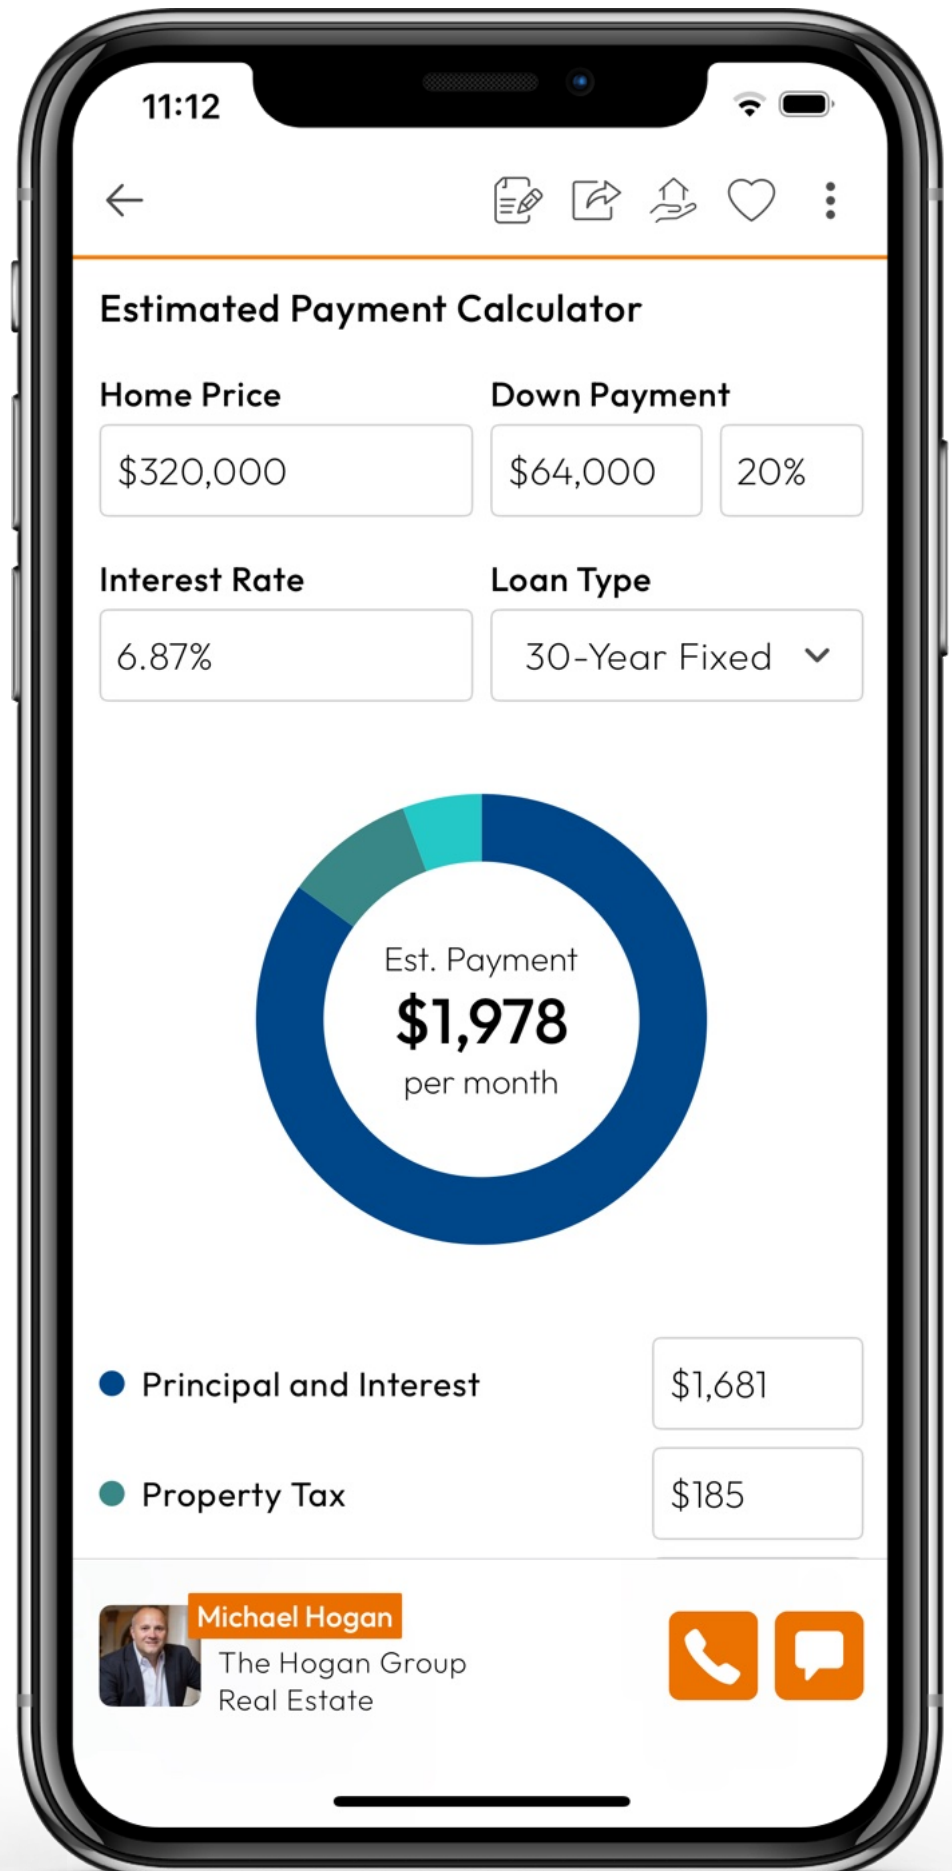 11:12
Estimated Payment Calculator
Home Price
Down Payment
$320,000
$64,000
20%
Interest Rate
Loan Type
6.87%
30-Year Fixed
Est. Payment
$1,978
per month
Principal and Interest
$1,681
Property Tax
$185
Michael Hogan
The Hogan Group
Real Estate